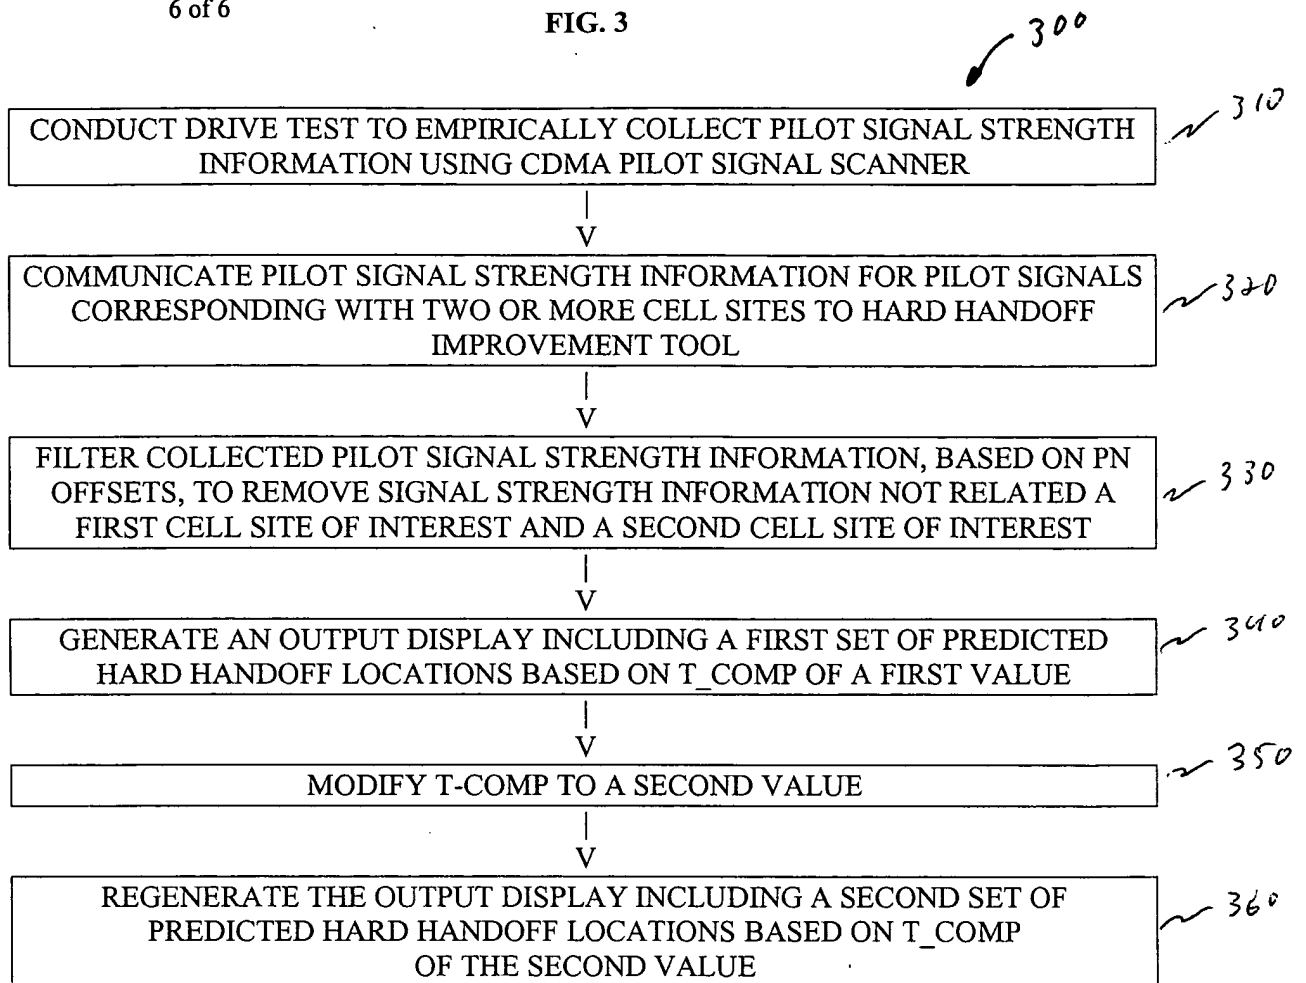 6 of 6
FIG. 3
300
CONDUCT DRIVE TEST TO EMPIRICALLY COLLECT PILOT SIGNAL STRENGTH
INFORMATION USING CDMA PILOT SIGNAL SCANNER
310
V
COMMUNICATE PILOT SIGNAL STRENGTH INFORMATION FOR PILOT SIGNALS
CORRESPONDING WITH TWO OR MORE CELL SITES TO HARD HANDOFF
IMPROVEMENT TOOL
320
V
FILTER COLLECTED PILOT SIGNAL STRENGTH INFORMATION, BASED ON PN
OFFSETS, TO REMOVE SIGNAL STRENGTH INFORMATION NOT RELATED A
FIRST CELL SITE OF INTEREST AND A SECOND CELL SITE OF INTEREST
330
V
GENERATE AN OUTPUT DISPLAY INCLUDING A FIRST SET OF PREDICTED
HARD HANDOFF LOCATIONS BASED ON T_COMP OF A FIRST VALUE
340
V
MODIFY T-COMP TO A SECOND VALUE
350
V
REGENERATE THE OUTPUT DISPLAY INCLUDING A SECOND SET OF
PREDICTED HARD HANDOFF LOCATIONS BASED ON T_COMP
OF THE SECOND VALUE
360